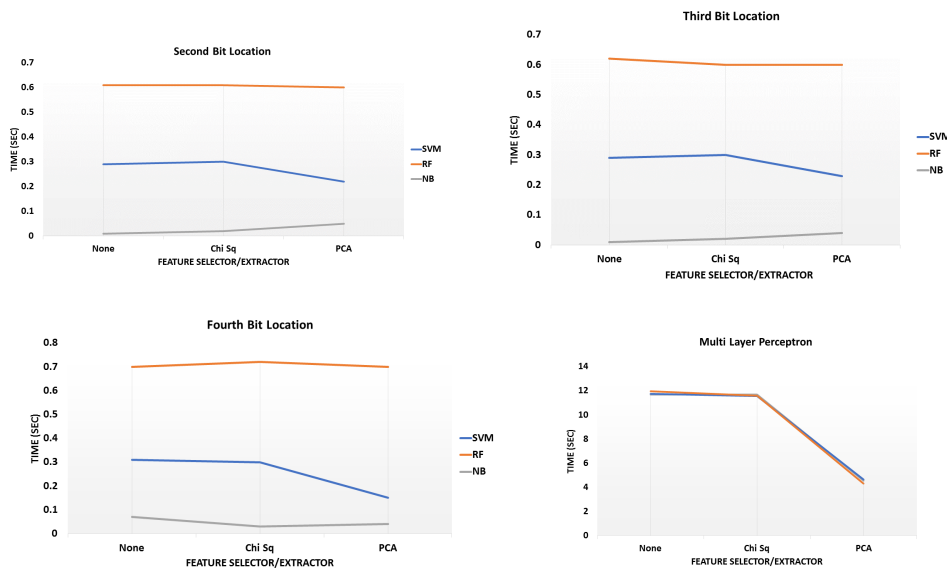 Second Bit Location
0.7
0.6
0.5
0.4
0.3
0.2
0.1
0
TIME (SEC)
None Chi Sq PCA
FEATURE SELECTOR/EXTRACTOR
SVM
RF
NB
Third Bit Location
0.7
0.6
0.5
0.4
0.3
0.2
0.1
0
TIME (SEC)
None Chi Sq PCA
FEATURE SELECTOR/EXTRACTOR
SVM
RF
NB
Fourth Bit Location
0.8
0.7
0.6
0.5
0.4
0.3
0.2
0.1
0
TIME (SEC)
None Chi Sq PCA
FEATURE SELECTOR/EXTRACTOR
SVM
RF
NB
Multi Layer Perceptron
14
12
10
8
6
4
2
0
TIME (SEC)
None Chi Sq PCA
FEATURE SELECTOR/EXTRACTOR